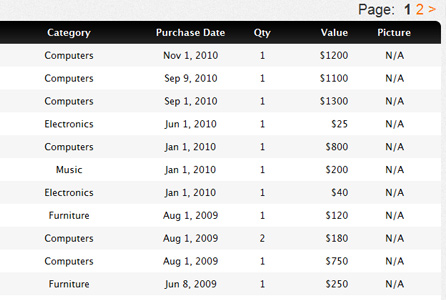 Page: 1 2 >
Category Purchase Date Qty Value Picture
Computers Nov 1, 2010 1 $1200 N/A
Computers Sep 9, 2010 1 $1100 N/A
Computers Sep 1, 2010 1 $1300 N/A
Electronics Jun 1, 2010 1 $25 N/A
Computers Jan 1, 2010 1 $800 N/A
Music Jan 1, 2010 1 $200 N/A
Electronics Jan 1, 2010 1 $40 N/A
Furniture Aug 1, 2009 1 $120 N/A
Computers Aug 1, 2009 2 $180 N/A
Computers Aug 1, 2009 1 $750 N/A
Furniture Jun 8, 2009 1 $250 N/A